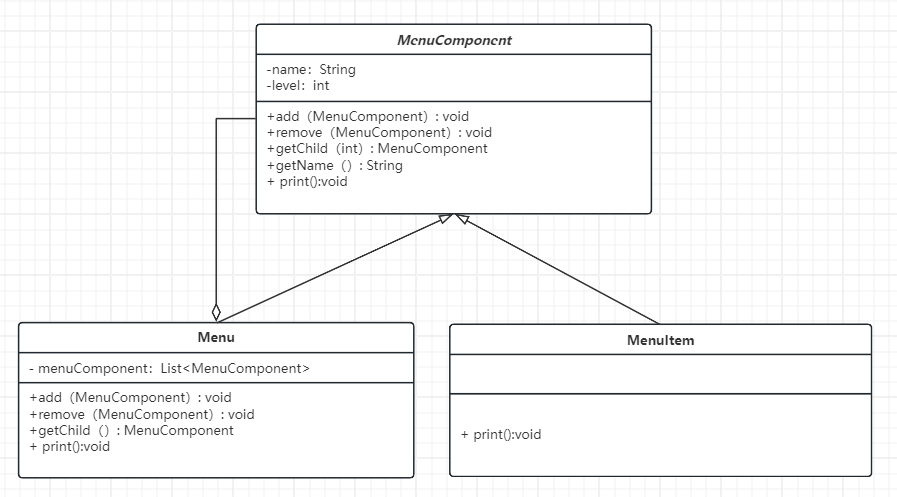 MenuComponent
-name: String
-level: int
+add (MenuComponent) : void
+remove (MenuComponent) : void
+getChild (int) : MenuComponent
+getName () : String
+ print():void
Menu
- menuComponent: List<MenuComponent>
+add (MenuComponent) : void
+remove (MenuComponent) : void
+getChild () : MenuComponent
+ print():void
MenuItem
+ print():void